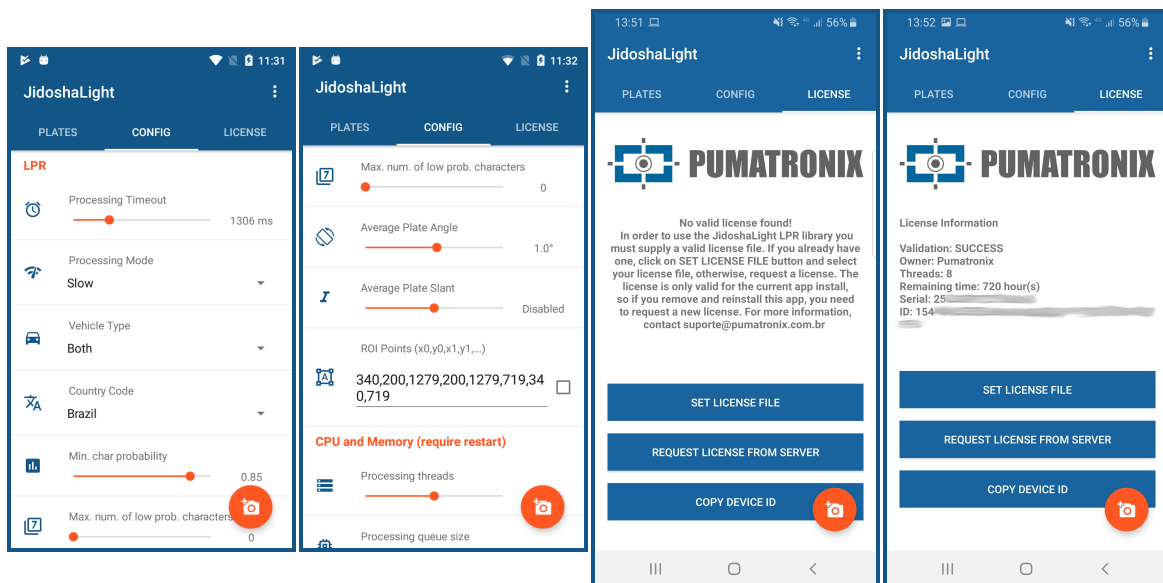 11:31
JidoshaLight
PLATES CONFIG LICENSE
LPR
Processing Timeout
1306 ms
Processing Mode
Slow
Vehicle Type
Both
Country Code
Brazil
Min. char probability
0.85
Max. num. of low prob. characters
0
11:32
JidoshaLight
PLATES CONFIG LICENSE
Max. num. of low prob. characters
0
Average Plate Angle
1.0°
Average Plate Slant
Disabled
ROI Points (x0,y0,x1,y1,...)
340,200,1279,200,1279,719,34
0,719
CPU and Memory (require restart)
Processing threads
Processing queue size
13:51 4G 56%
JidoshaLight
PLATES CONFIG LICENSE
PUMATRONIX
No valid license found!
In order to use the JidoshaLight LPR library you
must supply a valid license file. If you already have
one, click on SET LICENSE FILE button and select
your license file, otherwise, request a license. The
license is only valid for the current app install,
so if you remove and reinstall this app, you need
to request a new license. For more information,
contact suporte@pumatronix.com.br
SET LICENSE FILE
REQUEST LICENSE FROM SERVER
COPY DEVICE ID
13:52 4G 56%
JidoshaLight
PLATES CONFIG LICENSE
PUMATRONIX
License Information
Validation: SUCCESS
Owner: Pumatronix
Threads: 8
Remaining time: 720 hour(s)
Serial: 25
ID: 154
SET LICENSE FILE
REQUEST LICENSE FROM SERVER
COPY DEVICE ID